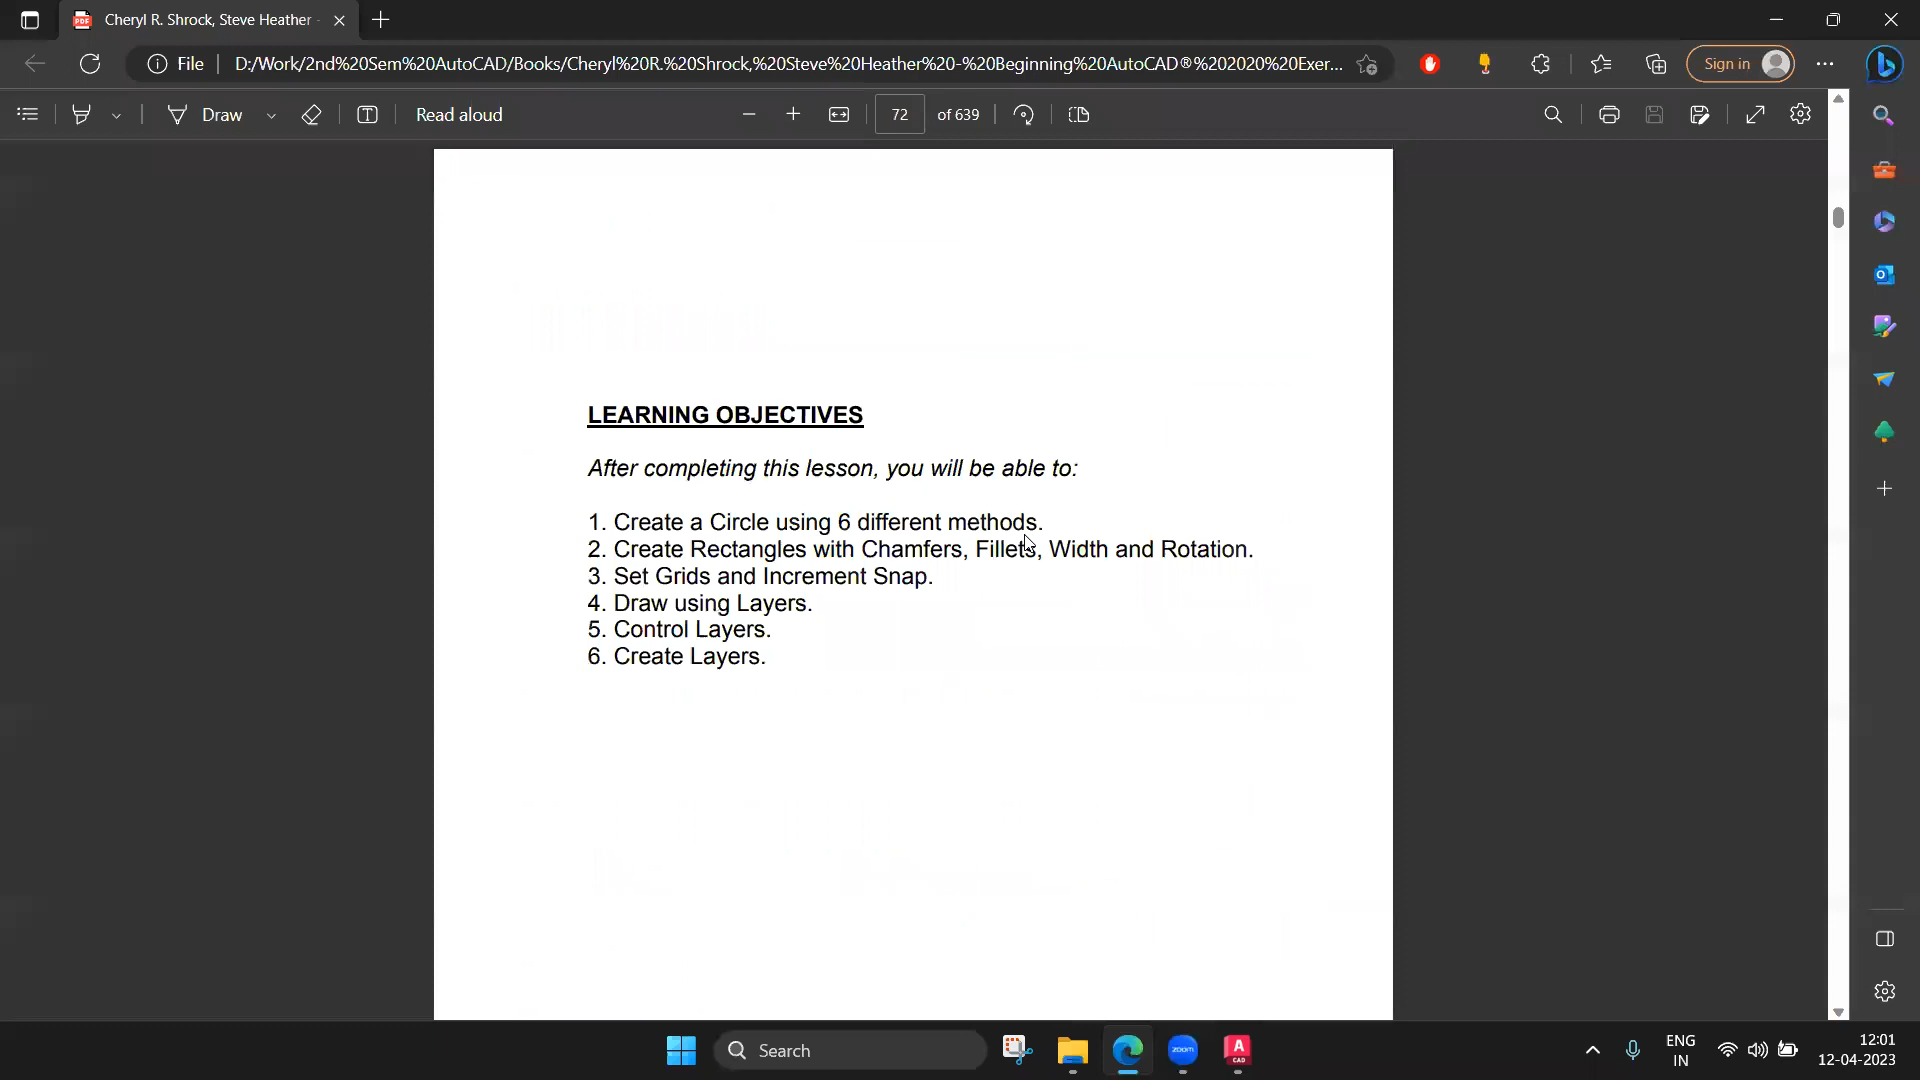 Cheryl R. Shrock, Steve Heather -
File
D:/Work/2nd%20Sem%20AutoCAD/Books/Cheryl%20R.%20Shrock,%20Steve%20Heather%20-%20Beginning%20AutoCAD®%202020%20Exer...
Sign in
Draw
Read aloud
72
of 639
LEARNING OBJECTIVES
After completing this lesson, you will be able to:
1. Create a Circle using 6 different methods.
2. Create Rectangles with Chamfers, Fillets, Width and Rotation.
3. Set Grids and Increment Snap.
4. Draw using Layers.
5. Control Layers.
6. Create Layers.
Search
zoom
A
CAD
ENG
IN
12:01
12-04-2023